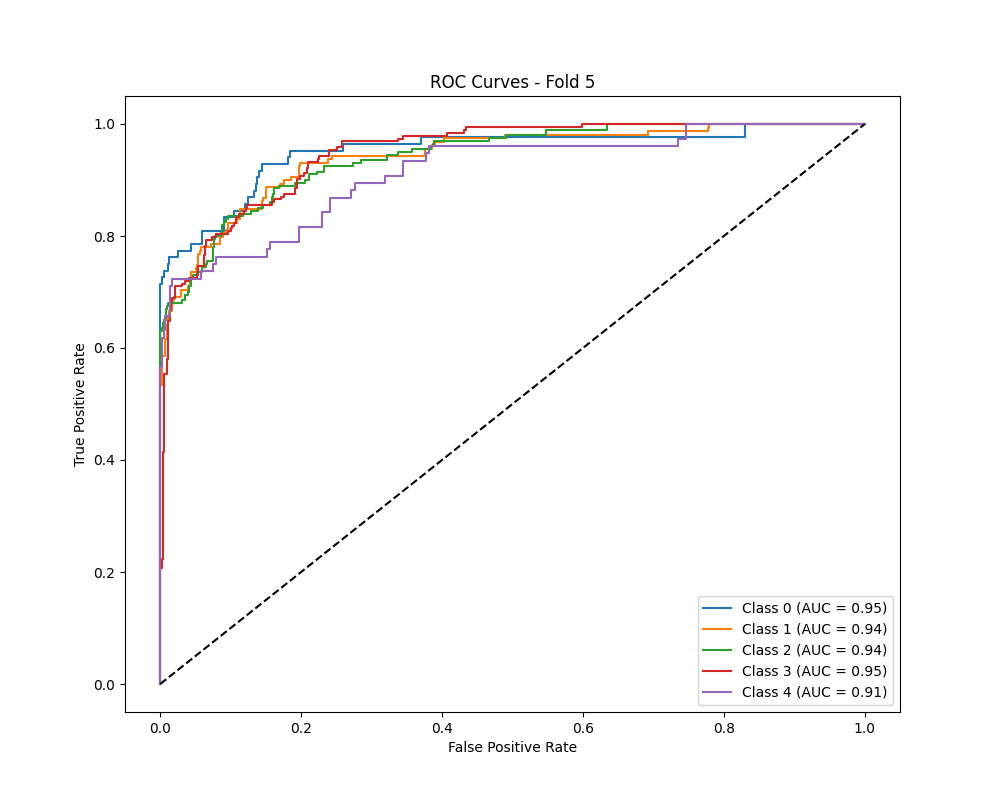 ROC Curves - Fold 5
1.0
0.8
0.6
0.4
0.2
0.0
True Positive Rate
0.0 0.2 0.4 0.6 0.8 1.0
False Positive Rate
Class 0 (AUC = 0.95)
Class 1 (AUC = 0.94)
Class 2 (AUC = 0.94)
Class 3 (AUC = 0.95)
Class 4 (AUC = 0.91)